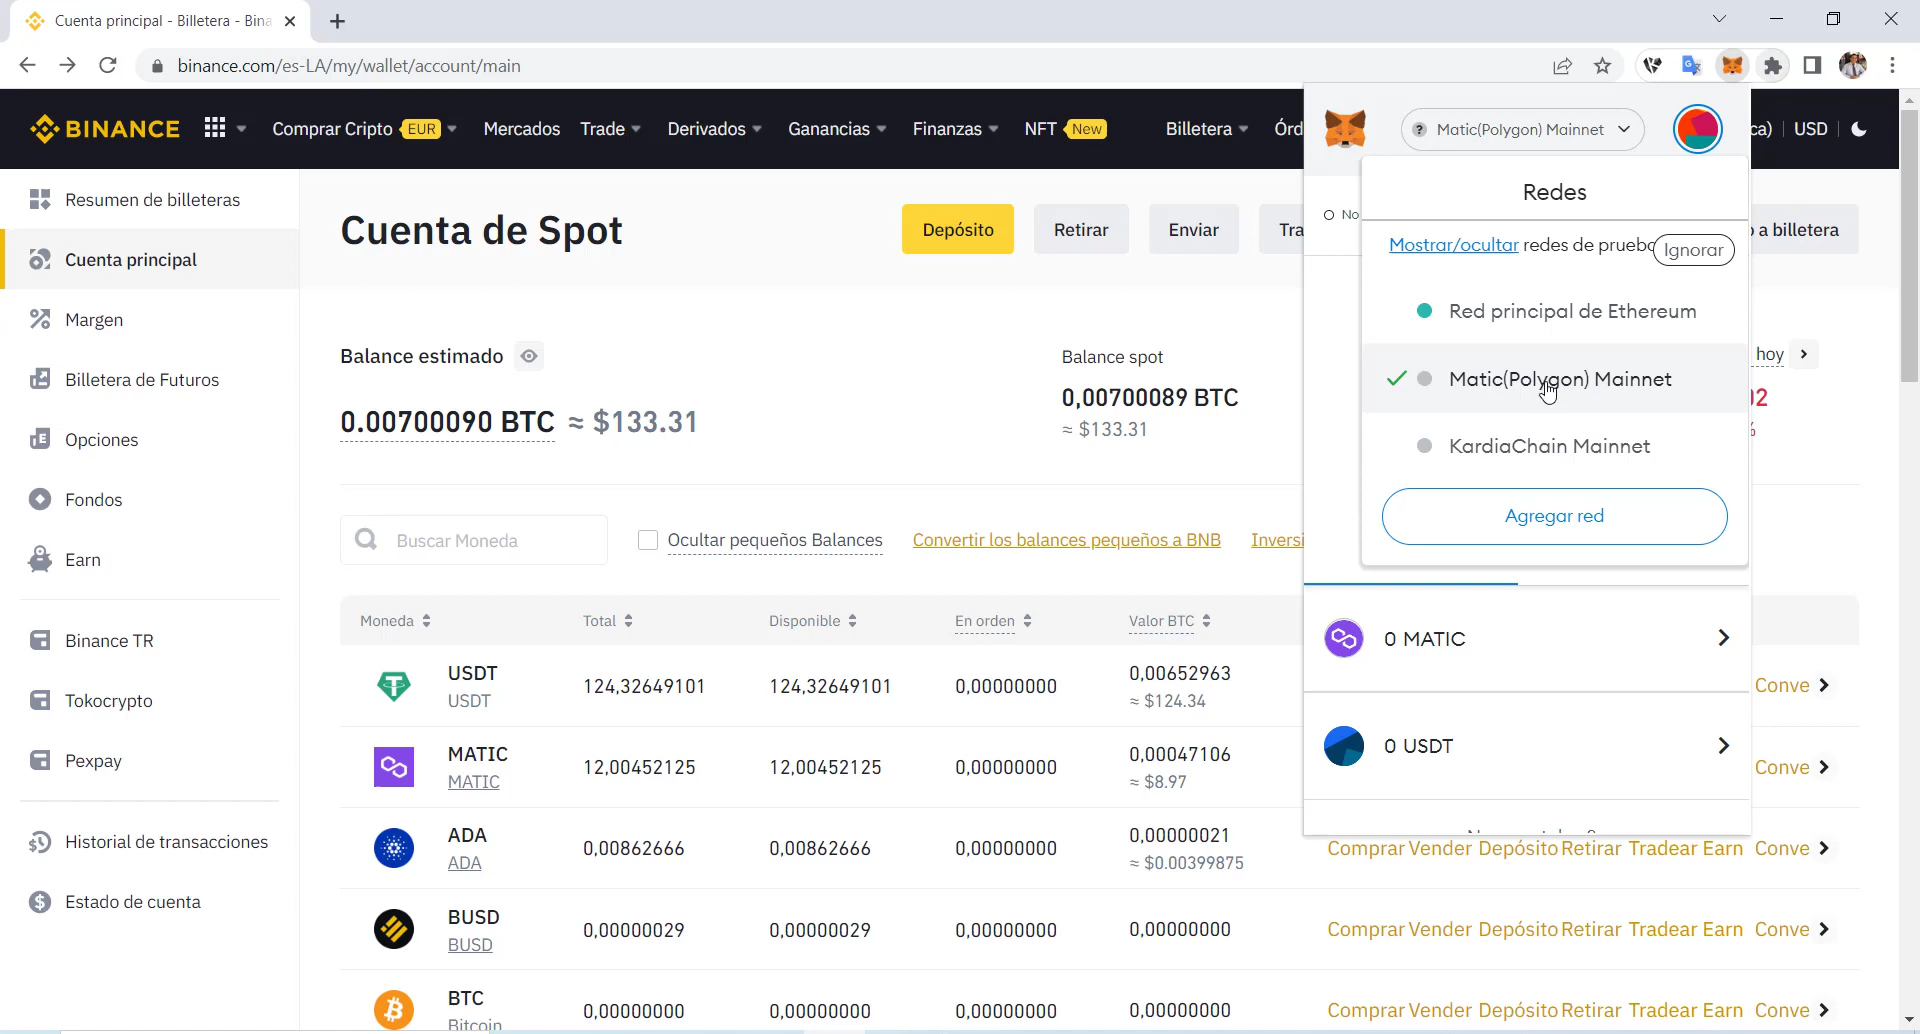 Cuenta principal - Billetera - Bina
binance.com/es-LA/my/wallet/account/main
BINANCE
Comprar Cripto EUR
Mercados
Trade
Derivados
Ganancias
Finanzas
NFT New
Billetera
Órd
ca)
USD
Matic(Polygon) Mainnet
Resumen de billeteras
Cuenta principal
Margen
Billetera de Futuros
Opciones
Fondos
Earn
Binance TR
Tokocrypto
Pexpay
Historial de transacciones
Estado de cuenta
Cuenta de Spot
Depósito
Retirar
Enviar
Tra
a billetera
Balance estimado
0.00700090 BTC ≈ $133.31
Balance spot
0,00700089 BTC
≈ $133.31
hoy
02
%
Buscar Moneda
Ocultar pequeños Balances
Convertir los balances pequeños a BNB
Inversi
Moneda Total Disponible En orden Valor BTC
USDT
USDT
124,32649101 124,32649101 0,00000000
0,00652963
≈ $124.34
Conve
MATIC
MATIC
12,00452125 12,00452125 0,00000000
0,00047106
≈ $8.97
Conve
ADA
ADA
0,00862666 0,00862666 0,00000000
0,00000021
≈ $0.00399875
Comprar Vender Depósito Retirar Tradear Earn Conve
BUSD
BUSD
0,00000029 0,00000029 0,00000000 0,00000000
Comprar Vender Depósito Retirar Tradear Earn Conve
BTC
Bitcoin
0,00000000 0,00000000 0,00000000 0,00000000
Comprar Vender Depósito Retirar Tradear Earn Conve
No
Redes
Mostrar/ocultar redes de prueba
Ignorar
Red principal de Ethereum
Matic(Polygon) Mainnet
KardiaChain Mainnet
Agregar red
0 MATIC
0 USDT